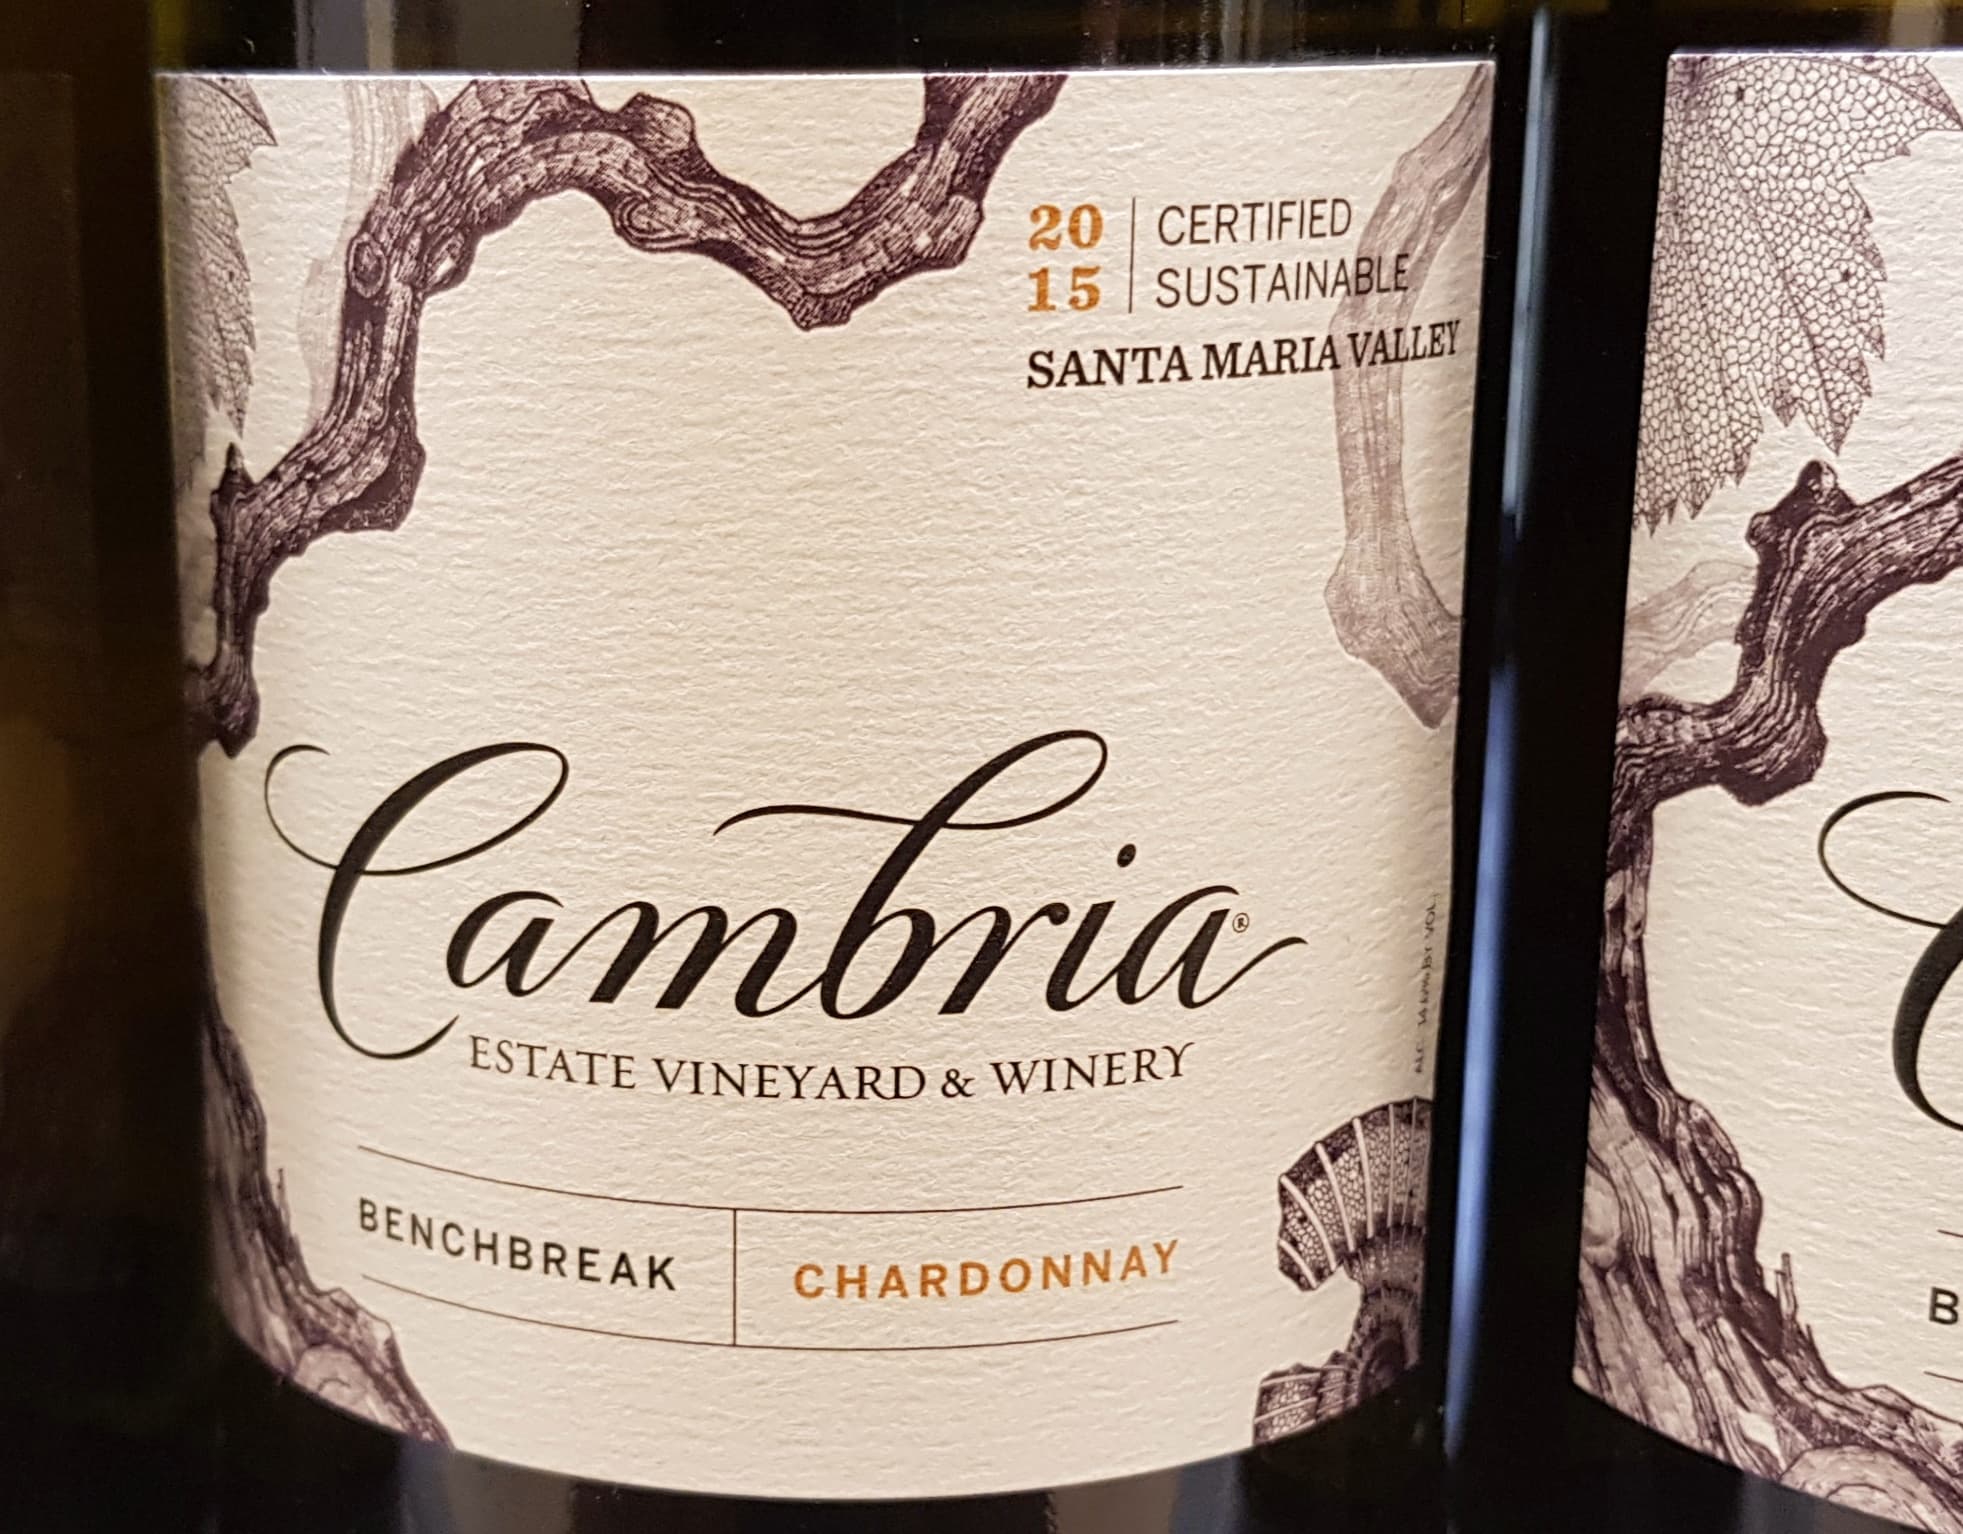 20 CERTIFIED
15 SUSTAINABLE
SANTA MARIA VALLEY
Cambria®
ESTATE VINEYARD & WINERY
BENCHBREAK
CHARDONNAY
B